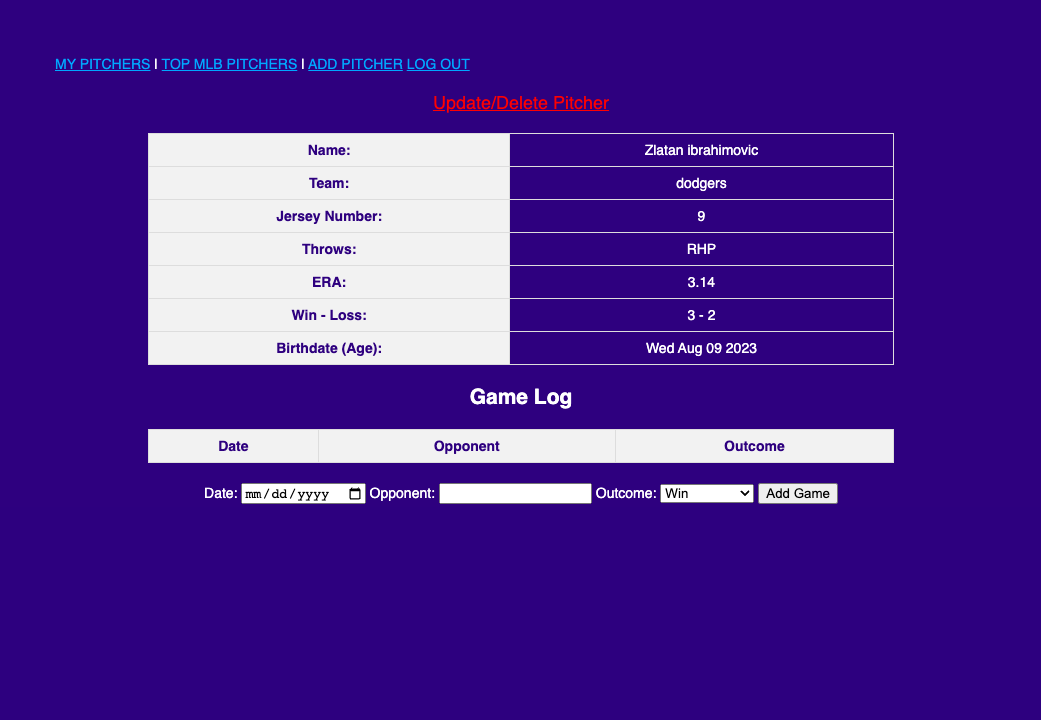 MY PITCHERS | TOP MLB PITCHERS | ADD PITCHER LOG OUT
Update/Delete Pitcher
Name: Zlatan ibrahimovic
Team: dodgers
Jersey Number: 9
Throws: RHP
ERA: 3.14
Win - Loss: 3 - 2
Birthdate (Age): Wed Aug 09 2023
Game Log
Date Opponent Outcome
Date: mm/dd/yyyy Opponent: Outcome: Win Add Game